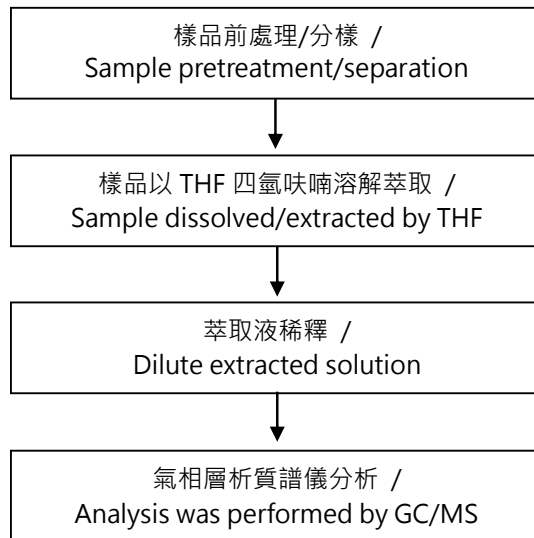 樣品前處理/分樣 /
Sample pretreatment/separation
樣品以 THF 四氫呋喃溶解萃取 /
Sample dissolved/extracted by THF
萃取液稀釋 /
Dilute extracted solution
氣相層析質譜儀分析 /
Analysis was performed by GC/MS